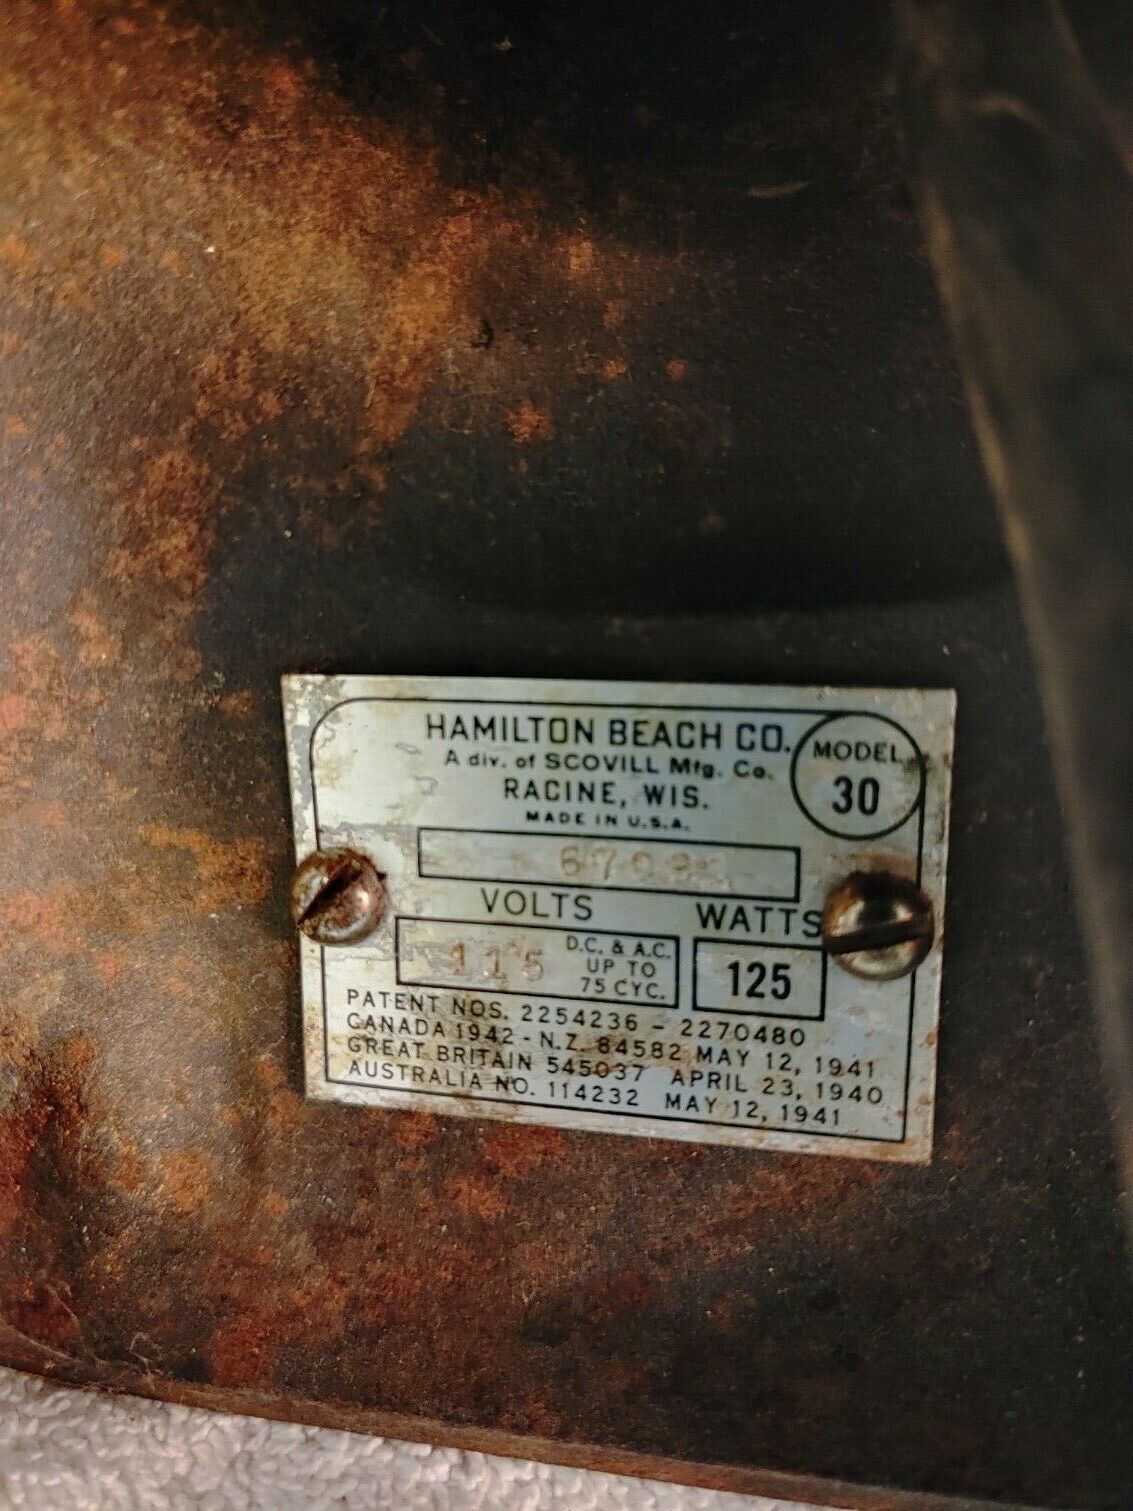 HAMILTON BEACH CO.
A div. of SCOVILL Mfg. Co.
RACINE, WIS.
MADE IN U.S.A.
MODEL
30
VOLTS
115
D.C. & A.C.
UP TO
75 CYC.
WATTS
125
PATENT NOS. 2254236 - 2270480
CANADA 1942 - N.Z. 84582 MAY 12, 1941
GREAT BRITAIN 545037 APRIL 23, 1940
AUSTRALIA NO. 114232 MAY 12, 1941